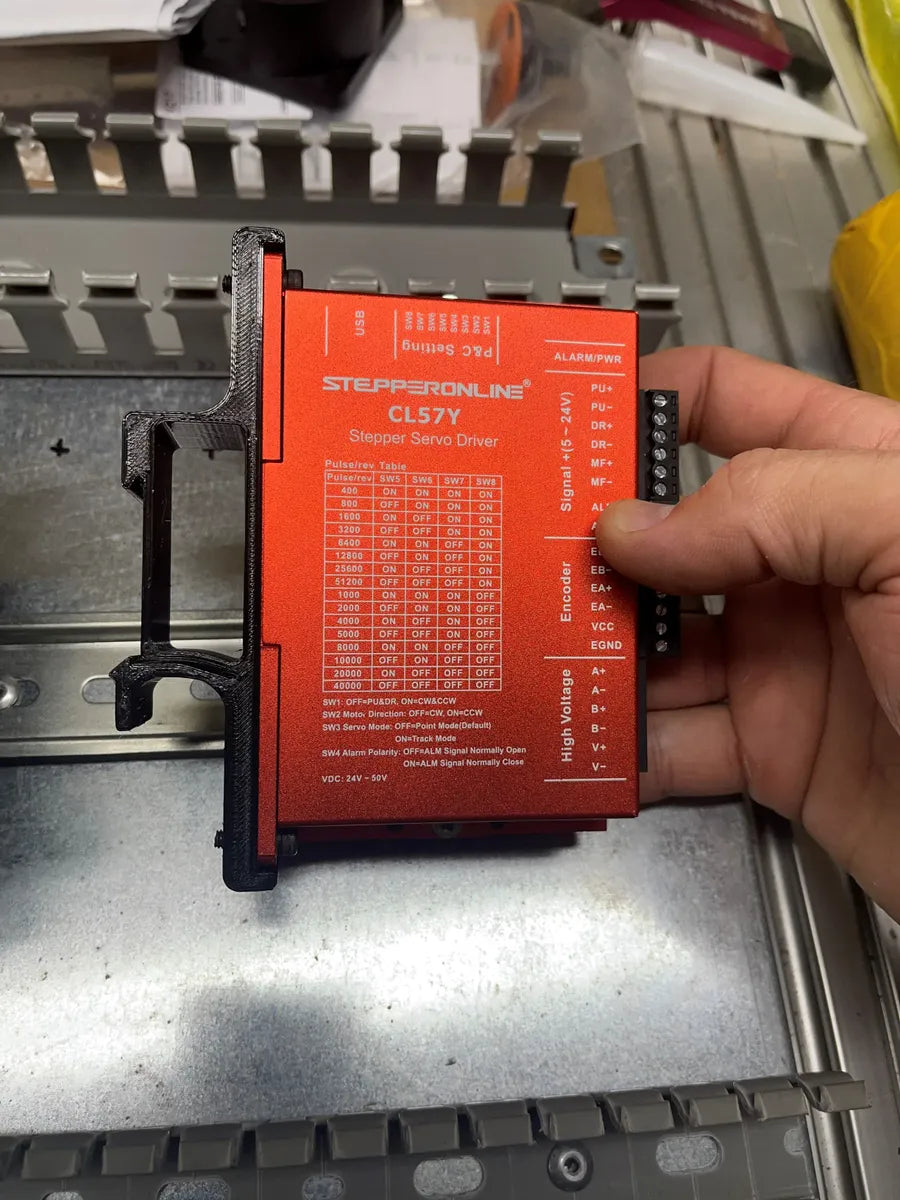 USB
SW8
SW7
SW6
SW5
SW4
SW3
SW2
SW1
P&C Setting
ALARM/PWR
STEPPERONLINE®
CL57Y
Stepper Servo Driver
Pulse/rev Table
Pulse/rev SW5 SW6 SW7 SW8
400 ON ON ON ON
800 OFF ON ON ON
1600 ON OFF ON ON
3200 OFF OFF ON ON
6400 ON ON OFF ON
12800 OFF ON OFF ON
25600 ON OFF OFF ON
51200 OFF OFF OFF ON
1000 ON ON ON OFF
2000 OFF ON ON OFF
4000 ON OFF ON OFF
5000 OFF OFF ON OFF
8000 ON ON OFF OFF
10000 OFF ON OFF OFF
20000 ON OFF OFF OFF
40000 OFF OFF OFF OFF
SW1: OFF=PU&DR, ON=CW&CCW
SW2 Motor Direction: OFF=CW, ON=CCW
SW3 Servo Mode: OFF=Point Mode(Default)
ON=Track Mode
SW4 Alarm Polarity: OFF=ALM Signal Normally Open
ON=ALM Signal Normally Close
VDC: 24V ~ 50V
Signal +(5 ~ 24V)
PU+
PU-
DR+
DR-
MF+
MF-
Encoder
EB-
EA+
EA-
VCC
EGND
High Voltage
A+
A-
B+
B-
V+
V-